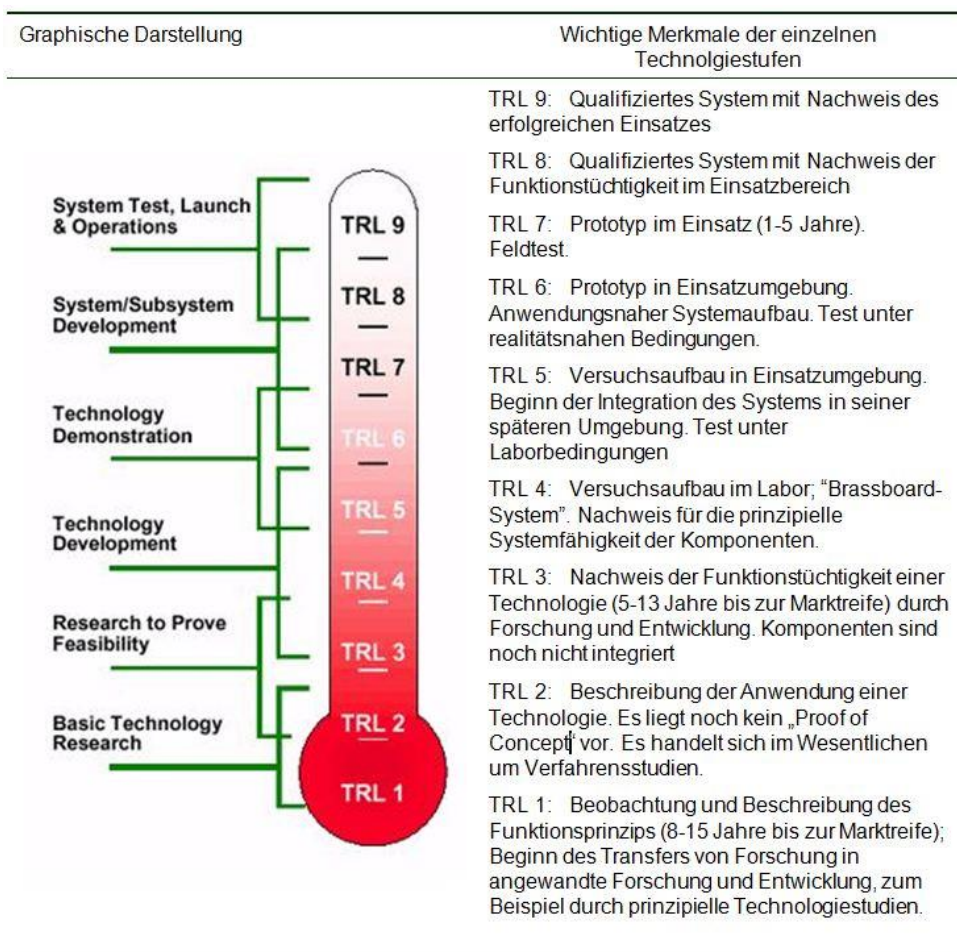 Graphische Darstellung
Wichtige Merkmale der einzelnen
Technolgiestufen
System Test, Launch
& Operations
System/Subsystem
Development
Technology
Demonstration
Technology
Development
Research to Prove
Feasibility
Basic Technology
Research
TRL 9
TRL 8
TRL 7
TRL 6
TRL 5
TRL 4
TRL 3
TRL 2
TRL 1
TRL 9: Qualifiziertes System mit Nachweis des
erfolgreichen Einsatzes
TRL 8: Qualifiziertes System mit Nachweis der
Funktionstüchtigkeit im Einsatzbereich
TRL 7: Prototyp im Einsatz (1-5 Jahre).
Feldtest.
TRL 6: Prototyp in Einsatzumgebung.
Anwendungsnaher Systemaufbau. Test unter
realitätsnahen Bedingungen.
TRL 5: Versuchsaufbau in Einsatzumgebung.
Beginn der Integration des Systems in seiner
späteren Umgebung. Test unter
Laborbedingungen
TRL 4: Versuchsaufbau im Labor; “Brassboard-
System”. Nachweis für die prinzipielle
Systemfähigkeit der Komponenten.
TRL 3: Nachweis der Funktionstüchtigkeit einer
Technologie (5-13 Jahre bis zur Marktreife) durch
Forschung und Entwicklung. Komponenten sind
noch nicht integriert
TRL 2: Beschreibung der Anwendung einer
Technologie. Es liegt noch kein „Proof of
Concept“ vor. Es handelt sich im Wesentlichen
um Verfahrensstudien.
TRL 1: Beobachtung und Beschreibung des
Funktionsprinzips (8-15 Jahre bis zur Marktreife);
Beginn des Transfers von Forschung in
angewandte Forschung und Entwicklung, zum
Beispiel durch prinzipielle Technologiestudien.